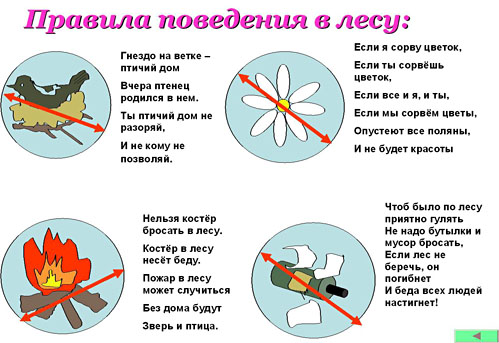 Правила поведения в лесу:
Гнездо на ветке –
птичий дом
Вчера птенец
родился в нем.
Ты птичий дом не
разоряй,
И не кому не
позволяй.
Если я сорву цветок,
Если ты сорвёшь
цветок,
Если все и я, и ты,
Если мы сорвём цветы,
Опустеют все поляны,
И не будет красоты
Нельзя костёр
бросать в лесу.
Костёр в лесу
несёт беду.
Пожар в лесу
может случиться
Без дома будут
Зверь и птица.
Чтоб было по лесу
приятно гулять
Не надо бутылки и
мусор бросать,
Если лес не
беречь, он
погибнет
И беда всех людей
настигнет!